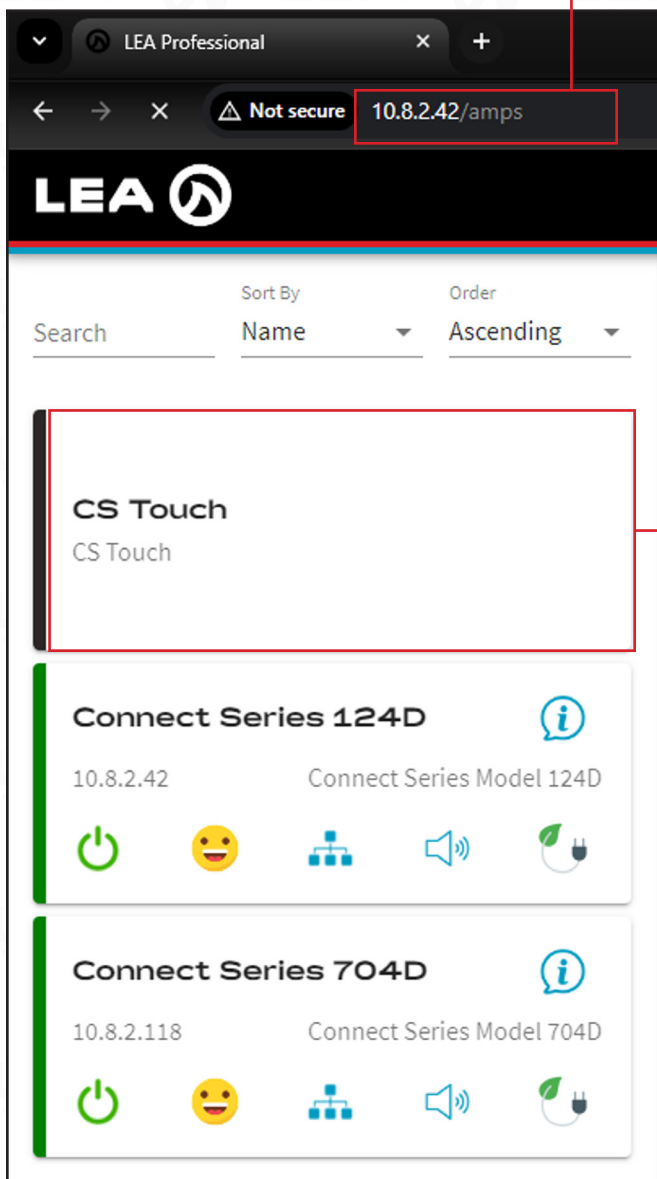 LEA Professional
Not secure 10.8.2.42/amps
LEA
Search
Sort By
Name
Order
Ascending
CS Touch
CS Touch
Connect Series 124D
10.8.2.42 Connect Series Model 124D
Connect Series 704D
10.8.2.118 Connect Series Model 704D